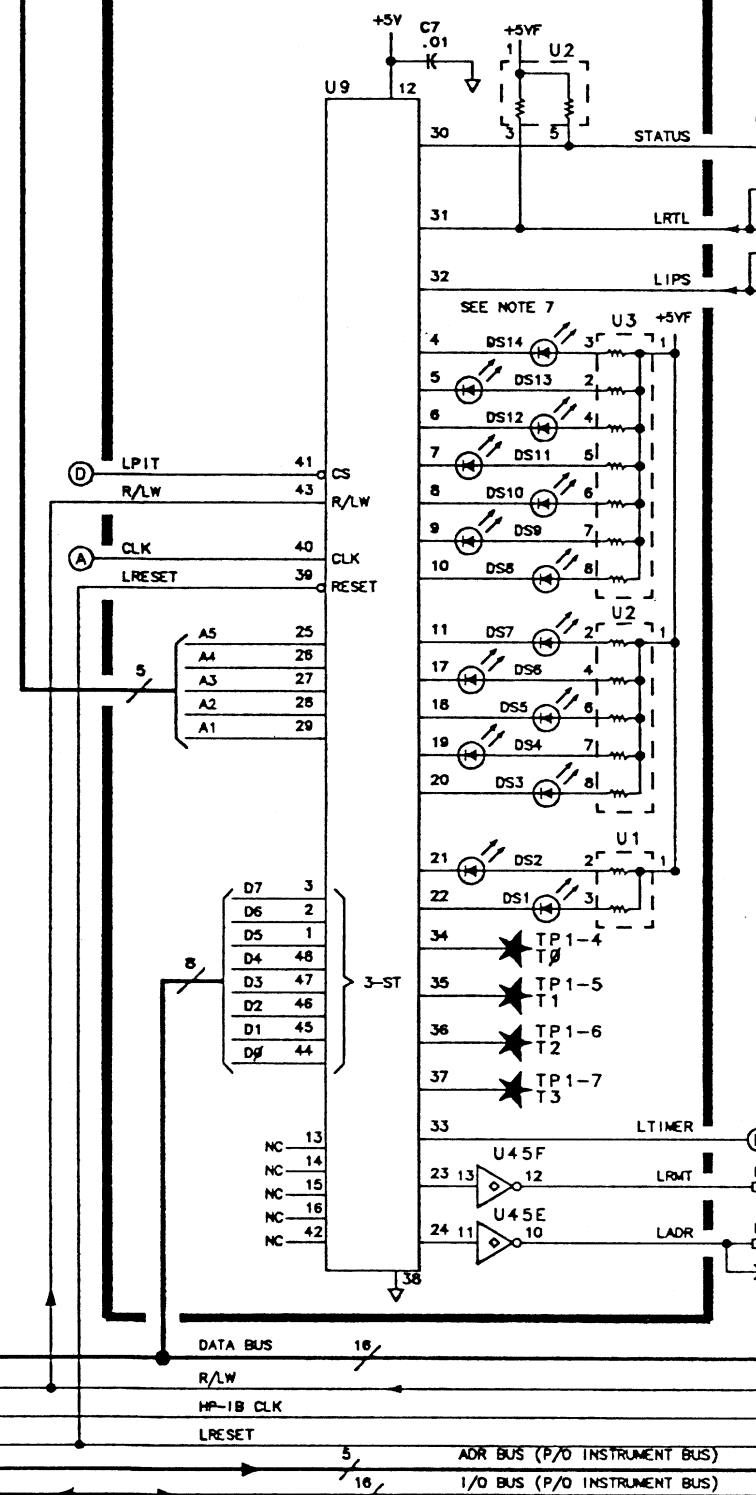 +5V
C7
.01
+5VF
1
U2
U9
12
3
5
30
STATUS
31
LRTL
32
LIPS
SEE NOTE 7
U3
+5VF
4
DS14
3
1
5
DS13
2
6
DS12
4
7
DS11
5
8
DS10
6
9
DS9
7
10
DS8
8
D
LPIT
41
CS
R/LW
43
R/LW
A
CLK
40
CLK
LRESET
39
RESET
U2
11
DS7
2
1
17
DS6
4
18
DS5
6
19
DS4
7
20
DS3
8
5
A5
25
A4
26
A3
27
A2
28
A1
29
U1
21
DS2
2
1
22
DS1
3
8
D7
3
D6
2
D5
1
D4
48
D3
47
D2
46
D1
45
DØ
44
3-ST
34
TP1-4
TØ
35
TP1-5
T1
36
TP1-6
T2
37
TP1-7
T3
33
LTIMER
NC
13
NC
14
NC
15
NC
16
NC
42
U45F
23
13
12
LRMT
U45E
24
11
10
LADR
38
DATA BUS
16
R/LW
HP-IB CLK
LRESET
5
ADR BUS (P/O INSTRUMENT BUS)
16
I/O BUS (P/O INSTRUMENT BUS)